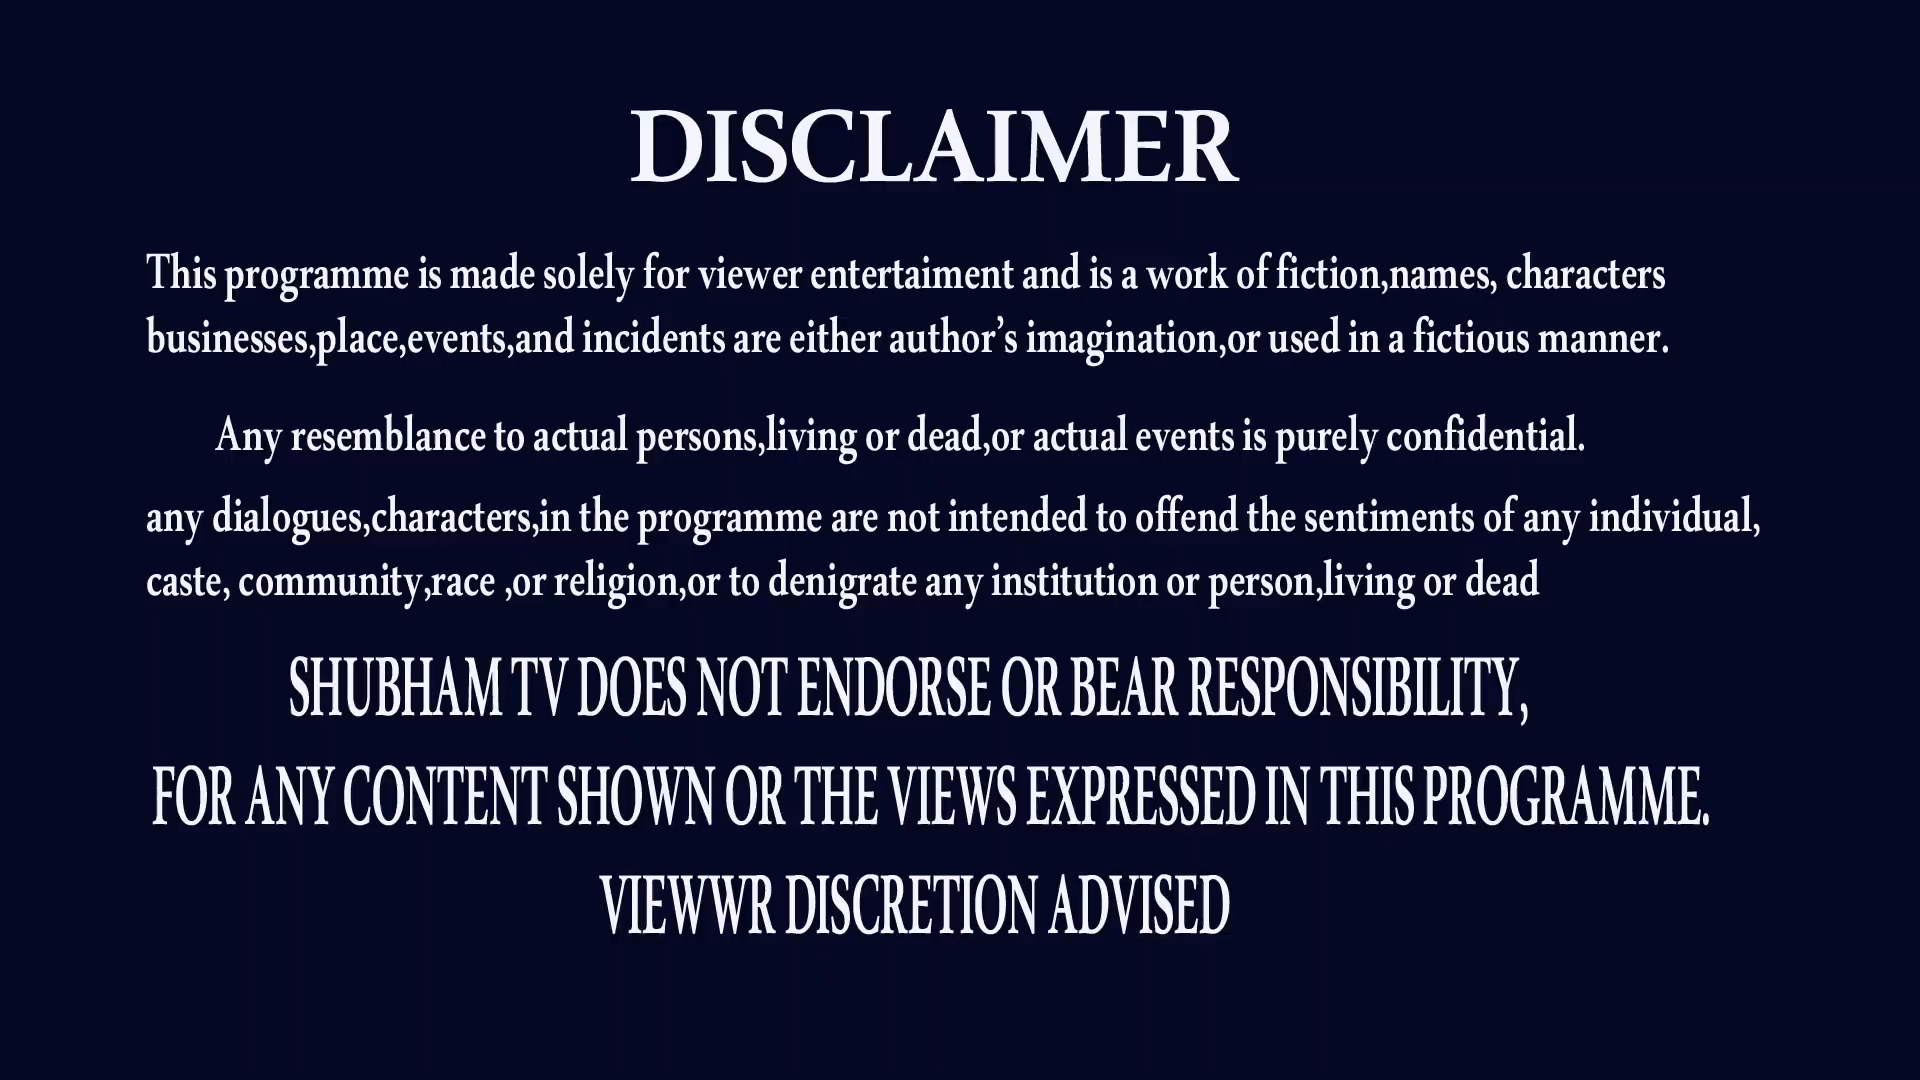 DISCLAIMER
This programme is made solely for viewer entertaiment and is a work of fiction,names, characters
businesses,place,events,and incidents are either author’s imagination,or used in a fictious manner.
Any resemblance to actual persons,living or dead,or actual events is purely confidential.
any dialogues,characters,in the programme are not intended to offend the sentiments of any individual,
caste, community,race ,or religion,or to denigrate any institution or person,living or dead
SHUBHAM TV DOES NOT ENDORSE OR BEAR RESPONSIBILITY,
FOR ANY CONTENT SHOWN OR THE VIEWS EXPRESSED IN THIS PROGRAMME.
VIEWWR DISCRETION ADVISED